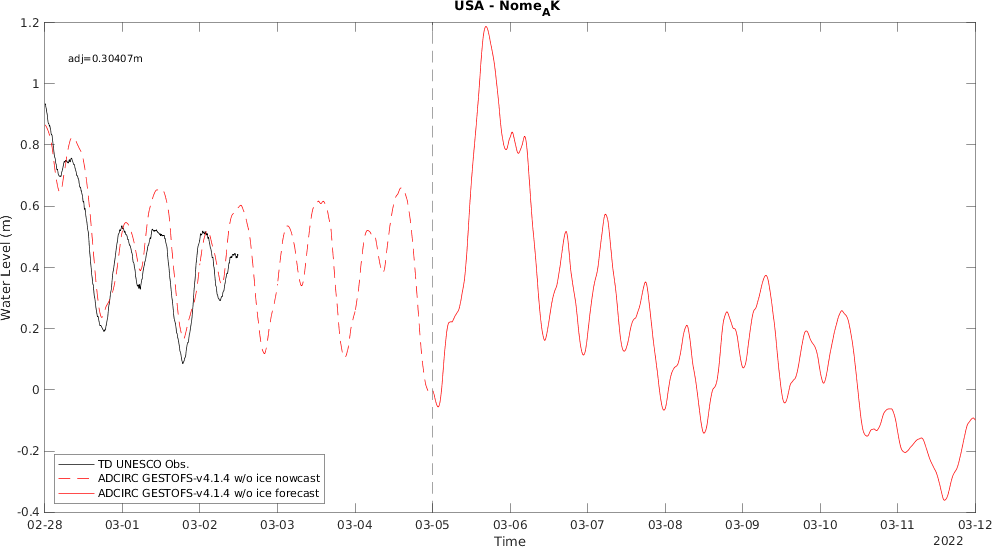 USA - Nome_AK
adj=0.30407m
1.2
1
0.8
0.6
0.4
0.2
0
-0.2
-0.4
Water Level (m)
TD UNESCO Obs.
ADCIRC GESTOFS-v4.1.4 w/o ice nowcast
ADCIRC GESTOFS-v4.1.4 w/o ice forecast
02-28 03-01 03-02 03-03 03-04 03-05 03-06 03-07 03-08 03-09 03-10 03-11 03-12
Time
2022